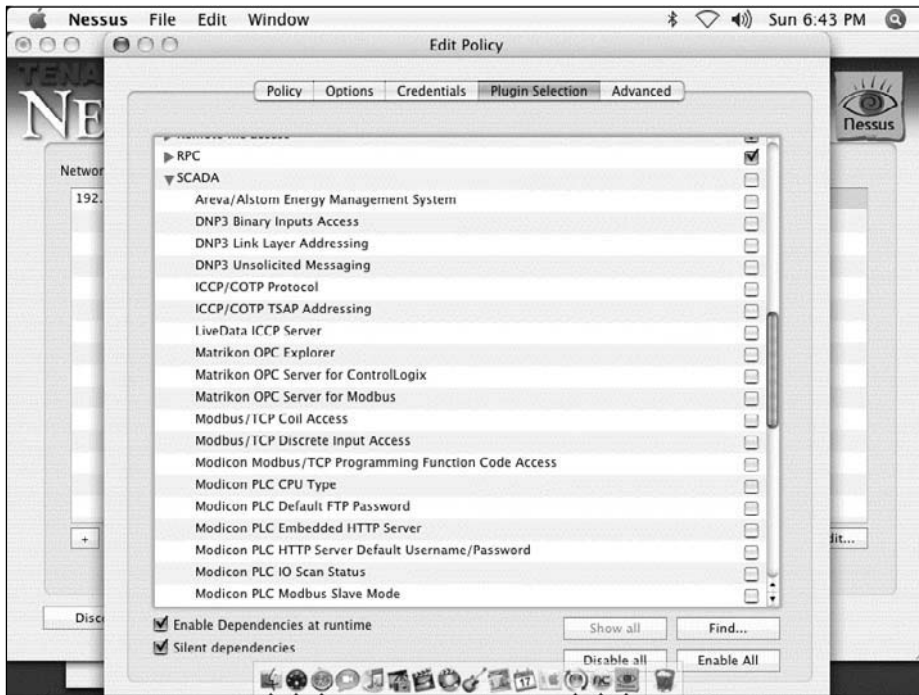 Nessus File Edit Window Sun 6:43 PM
Edit Policy
TENA
NE
Nessus
Policy Options Credentials Plugin Selection Advanced
Networ
192.
RPC
SCADA
Areva/Alstom Energy Management System
DNP3 Binary Inputs Access
DNP3 Link Layer Addressing
DNP3 Unsolicited Messaging
ICCP/COTP Protocol
ICCP/COTP TSAP Addressing
LiveData ICCP Server
Matrikon OPC Explorer
Matrikon OPC Server for ControlLogix
Matrikon OPC Server for Modbus
Modbus/TCP Coil Access
Modbus/TCP Discrete Input Access
Modicon Modbus/TCP Programming Function Code Access
Modicon PLC CPU Type
Modicon PLC Default FTP Password
Modicon PLC Embedded HTTP Server
Modicon PLC HTTP Server Default Username/Password
Modicon PLC IO Scan Status
Modicon PLC Modbus Slave Mode
+
dit...
Disc
Enable Dependencies at runtime
Silent dependencies
Show all
Find...
Disable all
Enable All
17